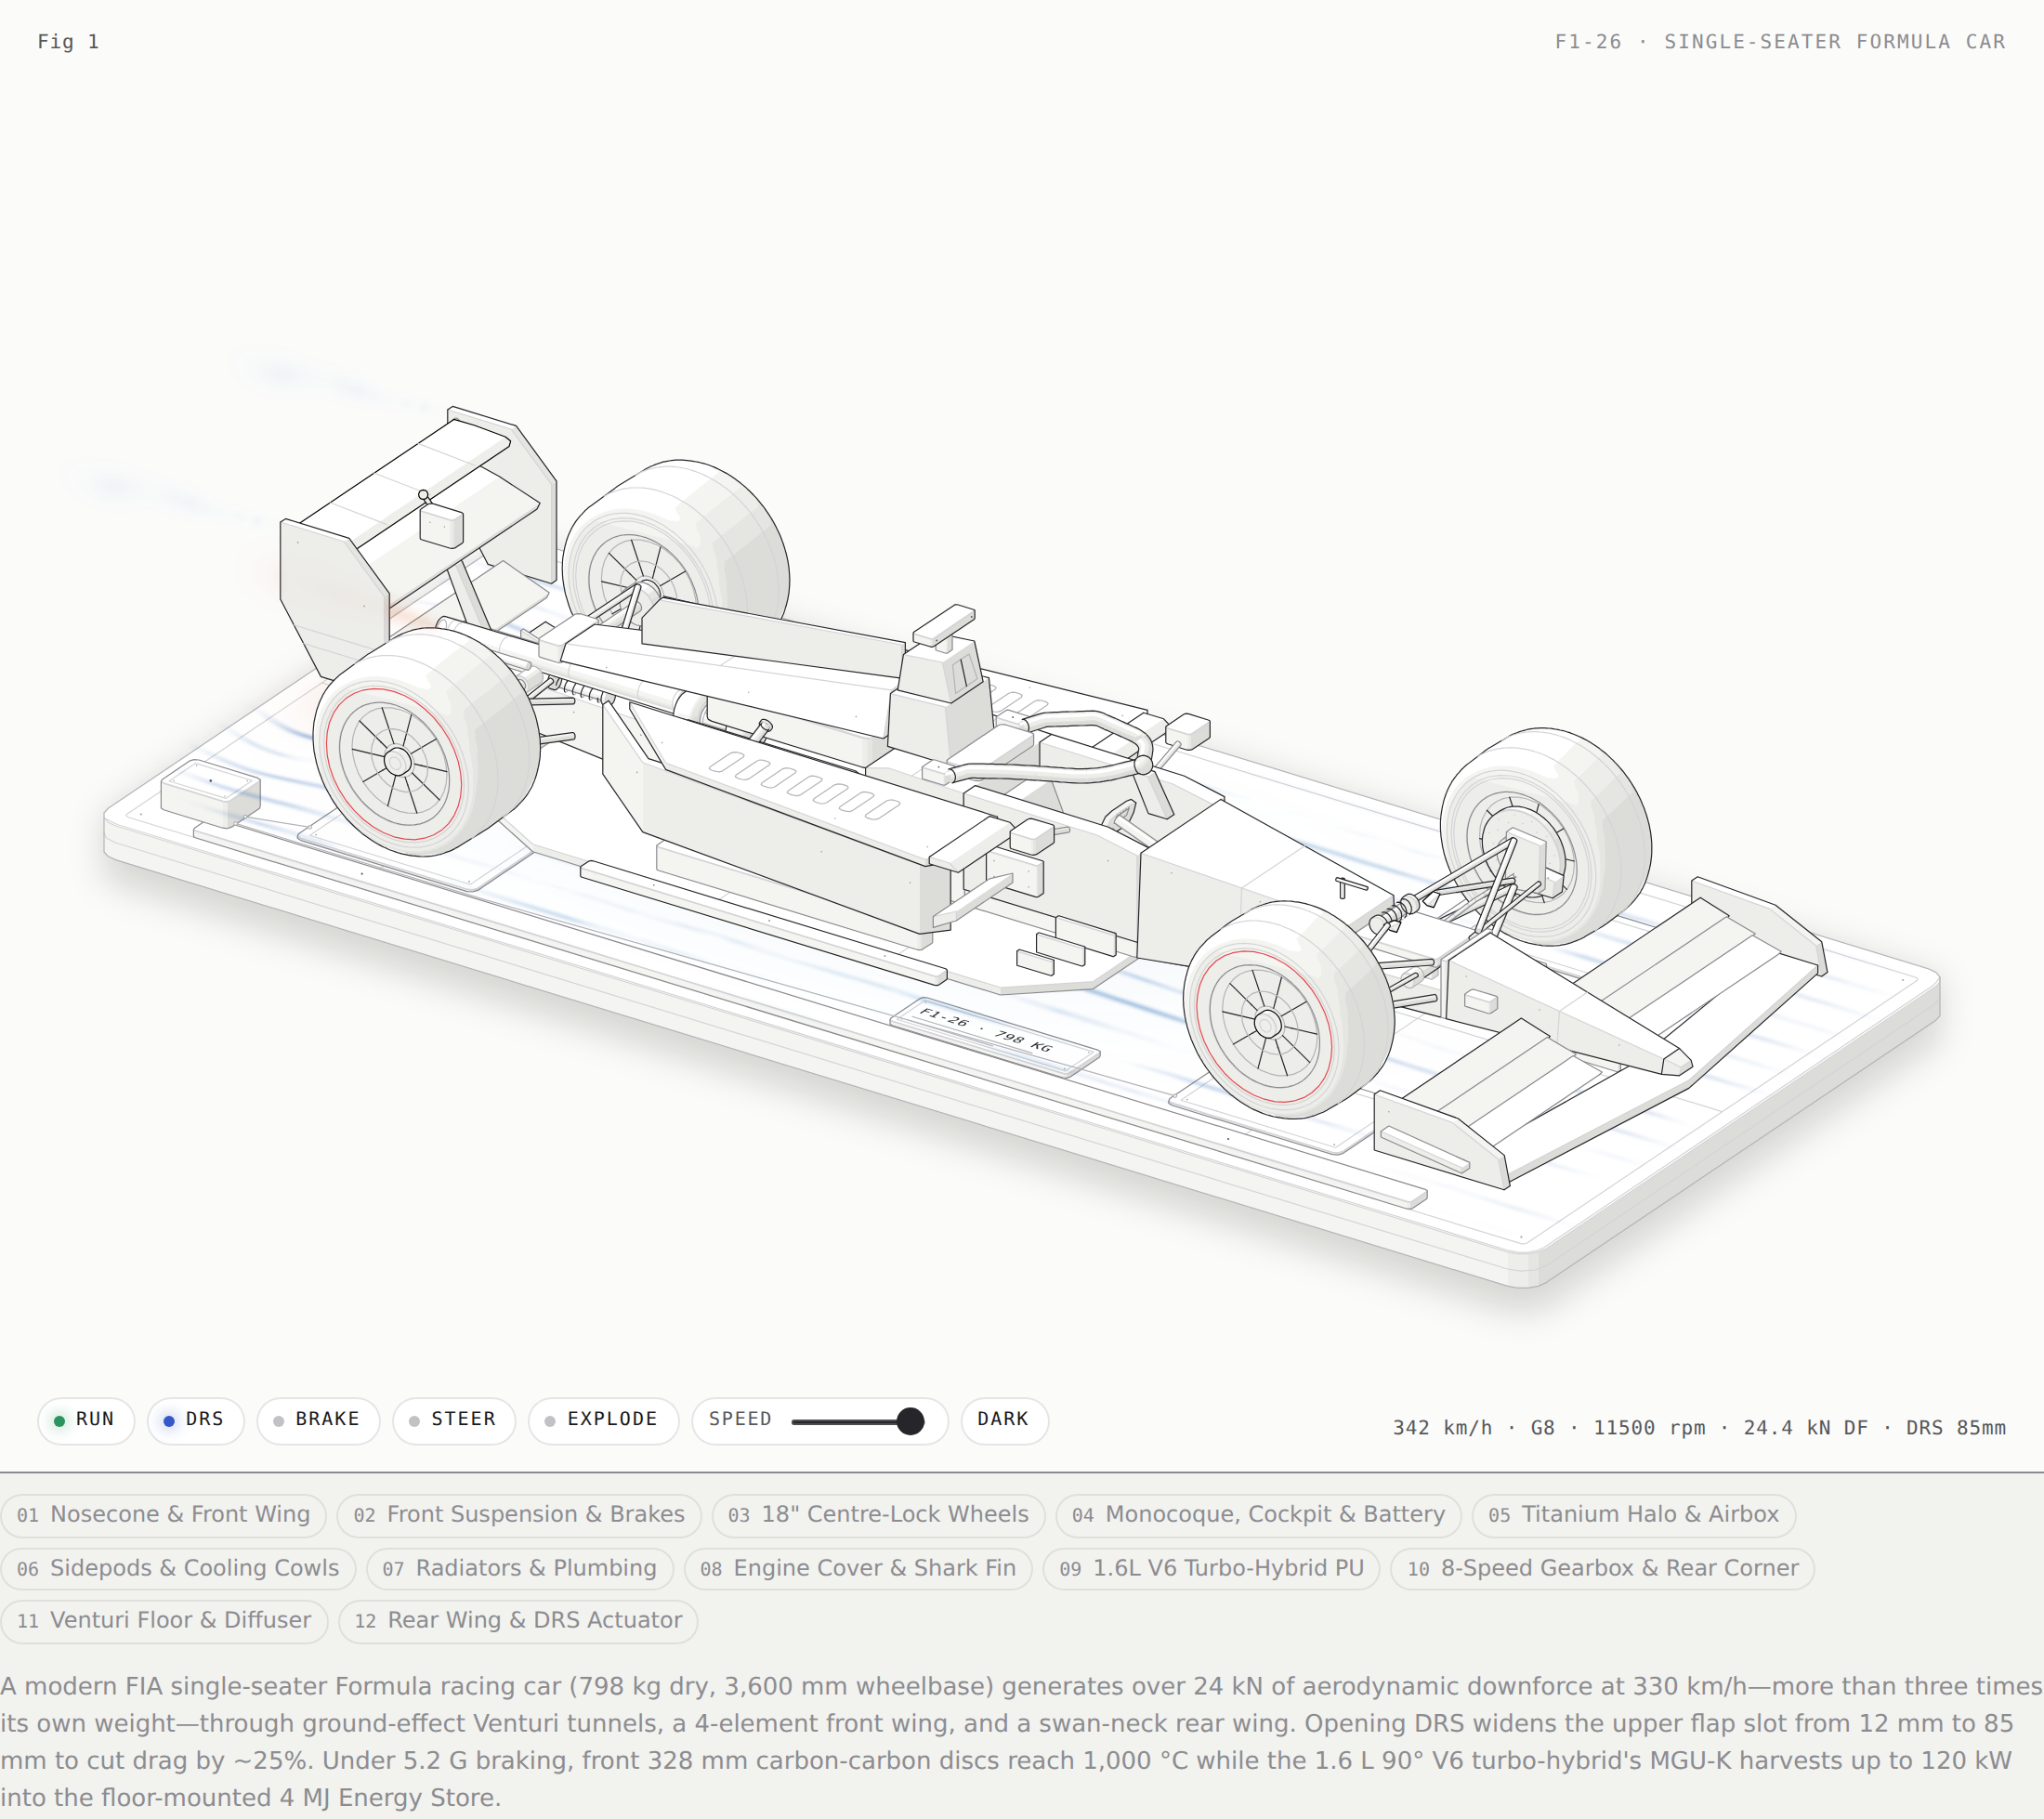 Fig 1
F1-26 · SINGLE-SEATER FORMULA CAR
F1-26 · 798 KG
RUN
DRS
BRAKE
STEER
EXPLODE
SPEED
DARK
342 km/h · G8 · 11500 rpm · 24.4 kN DF · DRS 85mm
01 Nosecone & Front Wing
02 Front Suspension & Brakes
03 18" Centre-Lock Wheels
04 Monocoque, Cockpit & Battery
05 Titanium Halo & Airbox
06 Sidepods & Cooling Cowls
07 Radiators & Plumbing
08 Engine Cover & Shark Fin
09 1.6L V6 Turbo-Hybrid PU
10 8-Speed Gearbox & Rear Corner
11 Venturi Floor & Diffuser
12 Rear Wing & DRS Actuator
A modern FIA single-seater Formula racing car (798 kg dry, 3,600 mm wheelbase) generates over 24 kN of aerodynamic downforce at 330 km/h—more than three times
its own weight—through ground-effect Venturi tunnels, a 4-element front wing, and a swan-neck rear wing. Opening DRS widens the upper flap slot from 12 mm to 85
mm to cut drag by ~25%. Under 5.2 G braking, front 328 mm carbon-carbon discs reach 1,000 °C while the 1.6 L 90° V6 turbo-hybrid's MGU-K harvests up to 120 kW
into the floor-mounted 4 MJ Energy Store.